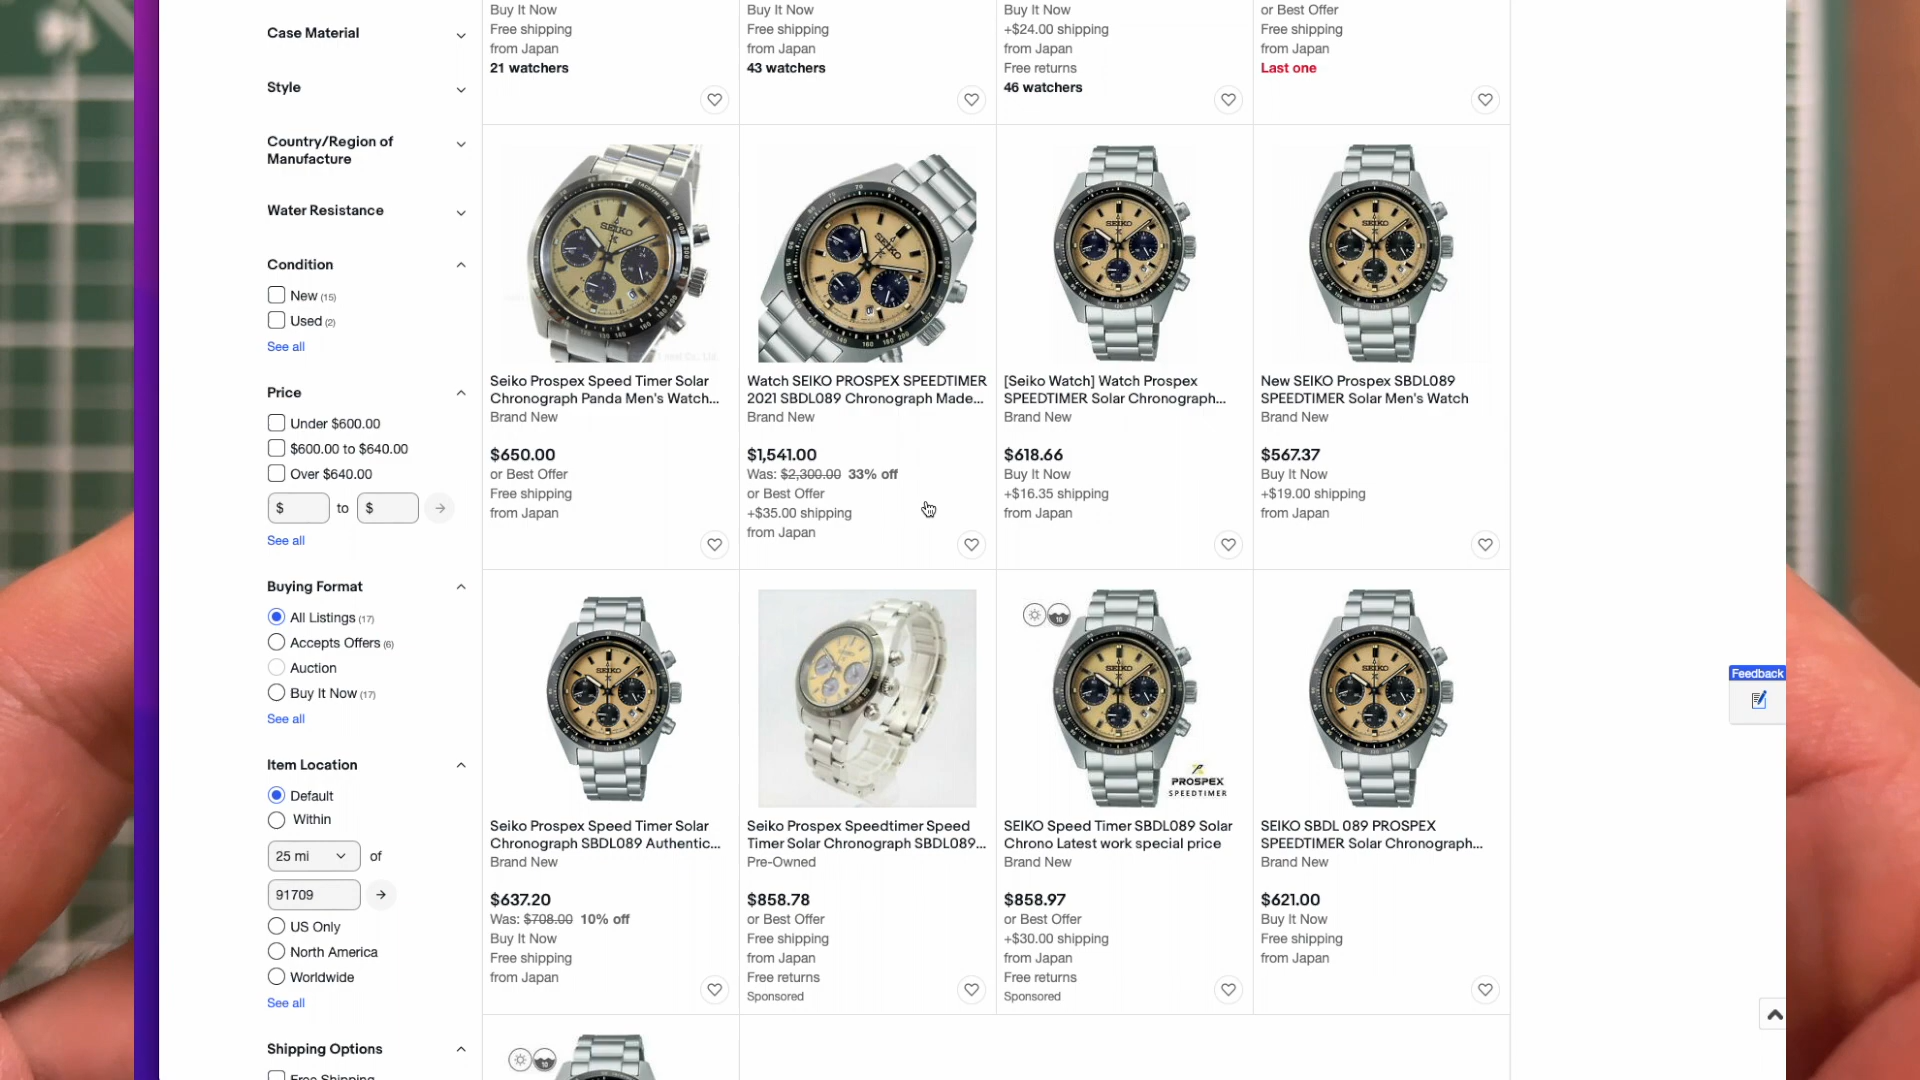 Case Material
Style
Country/Region of
Manufacture
Water Resistance
Condition
New (15)
Used (2)
See all
Price
Under $600.00
$600.00 to $640.00
Over $640.00
$ to $
See all
Buying Format
All Listings (17)
Accepts Offers (6)
Auction
Buy It Now (17)
See all
Item Location
Default
Within
25 mi of
91709
US Only
North America
Worldwide
See all
Shipping Options
Free Shipping
Buy It Now
Free shipping
from Japan
21 watchers
Buy It Now
Free shipping
from Japan
43 watchers
Buy It Now
+$24.00 shipping
from Japan
Free returns
46 watchers
or Best Offer
Free shipping
from Japan
Last one
SEIKO
Seiko Prospex Speed Timer Solar
Chronograph Panda Men's Watch...
Brand New
$650.00
or Best Offer
Free shipping
from Japan
SEIKO
Watch SEIKO PROSPEX SPEEDTIMER
2021 SBDL089 Chronograph Made...
Brand New
$1,541.00
Was: $2,300.00 33% off
or Best Offer
+$35.00 shipping
from Japan
SEIKO
[Seiko Watch] Watch Prospex
SPEEDTIMER Solar Chronograph...
Brand New
$618.66
Buy It Now
+$16.35 shipping
from Japan
SEIKO
New SEIKO Prospex SBDL089
SPEEDTIMER Solar Men's Watch
Brand New
$567.37
Buy It Now
+$19.00 shipping
from Japan
SEIKO
Seiko Prospex Speed Timer Solar
Chronograph SBDL089 Authentic...
Brand New
$637.20
Was: $708.00 10% off
Buy It Now
Free shipping
from Japan
Seiko Prospex Speedtimer Speed
Timer Solar Chronograph SBDL089...
Pre-Owned
$858.78
or Best Offer
Free shipping
from Japan
Free returns
Sponsored
10
SEIKO
PROSPEX
SPEEDTIMER
SEIKO Speed Timer SBDL089 Solar
Chrono Latest work special price
Brand New
$858.97
or Best Offer
+$30.00 shipping
from Japan
Free returns
Sponsored
SEIKO
SEIKO SBDL 089 PROSPEX
SPEEDTIMER Solar Chronograph...
Brand New
$621.00
Buy It Now
Free shipping
from Japan
Feedback